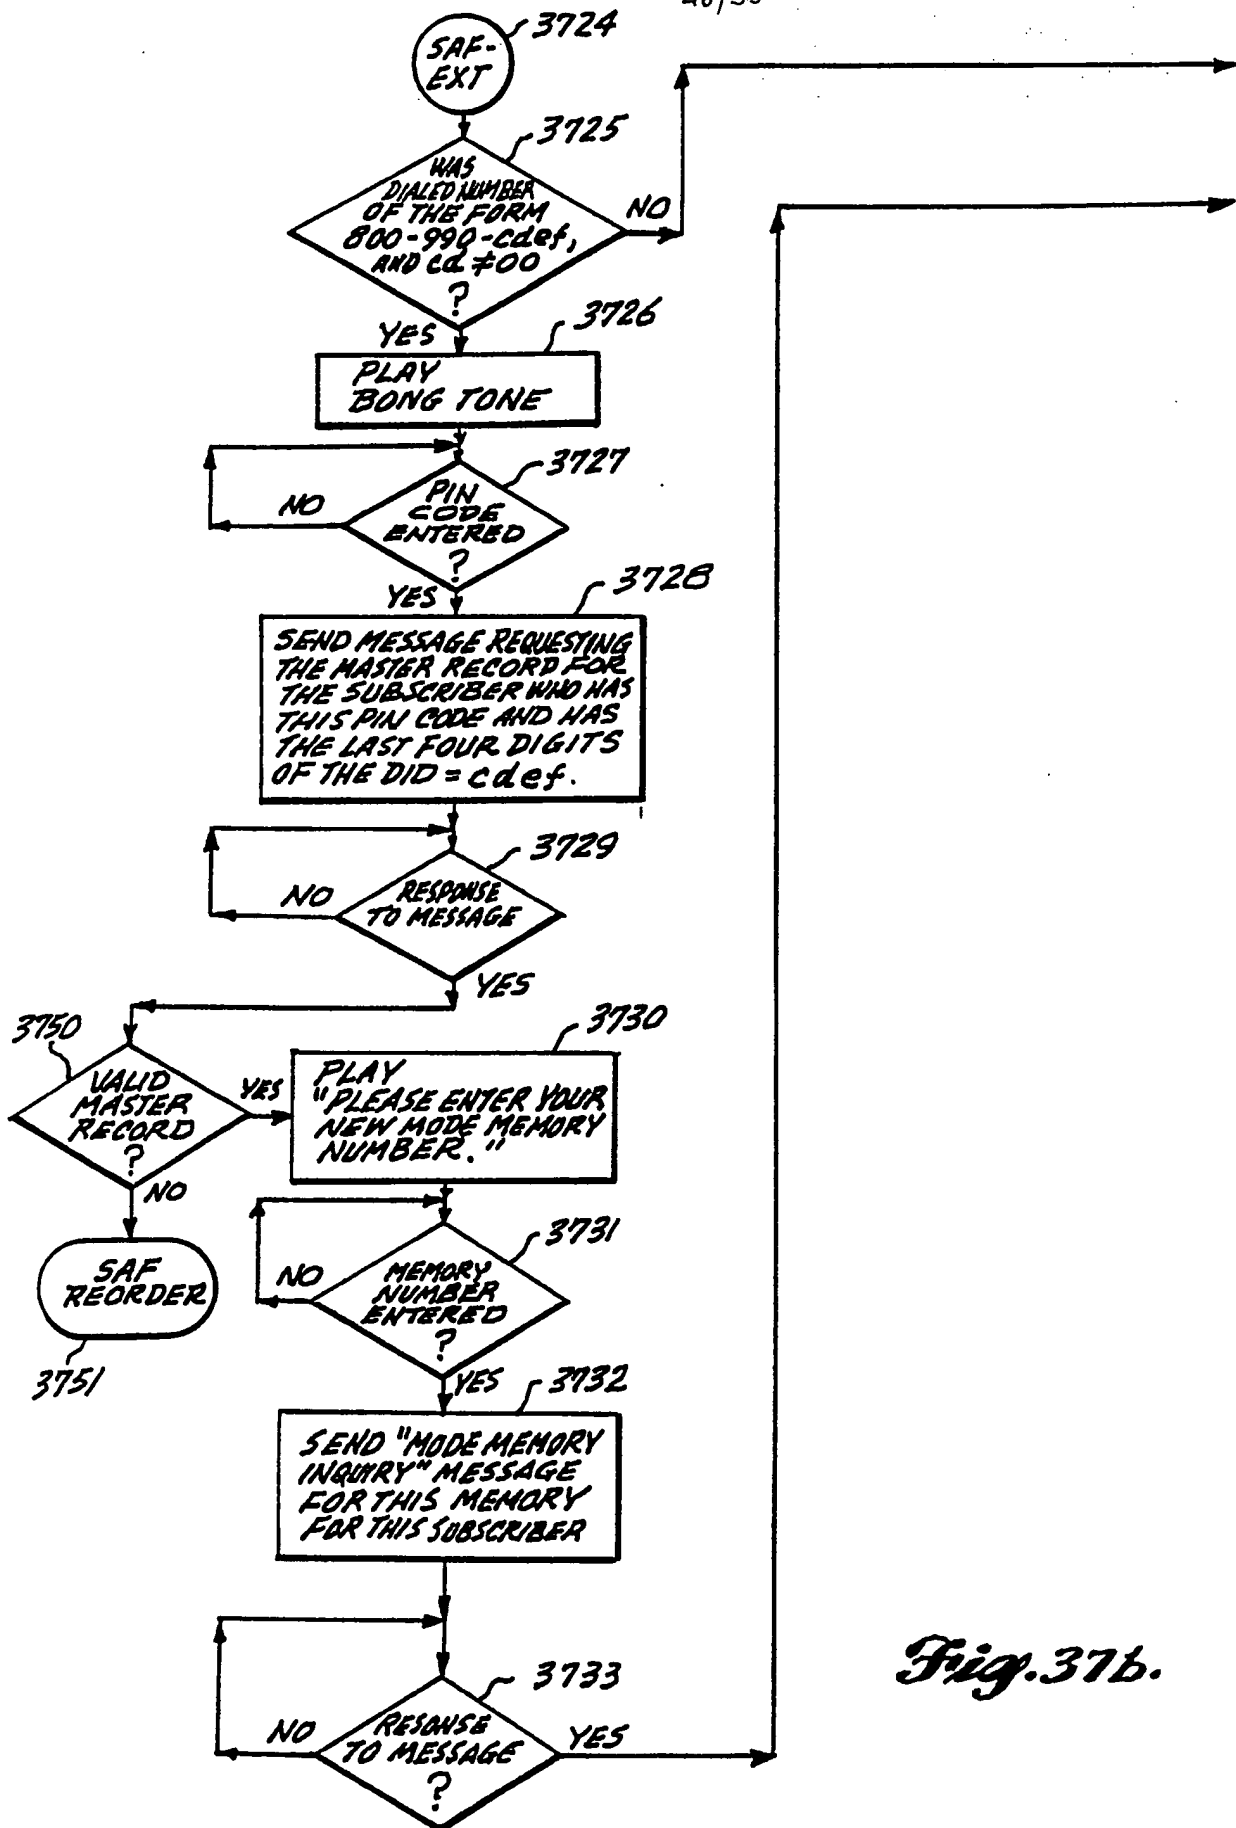 3724
SAF-
EXT
3725
WAS
DIALED NUMBER
OF THE FORM
800-990-cdef,
AND cd ≠ 00
?
NO
YES
3726
PLAY
BONG TONE
3727
PIN
CODE
ENTERED
?
NO
YES
3728
SEND MESSAGE REQUESTING
THE MASTER RECORD FOR
THE SUBSCRIBER WHO HAS
THIS PIN CODE AND HAS
THE LAST FOUR DIGITS
OF THE DID = cdef.
3729
RESPONSE
TO MESSAGE
NO
YES
3750
VALID
MASTER
RECORD
?
YES
NO
3730
PLAY
"PLEASE ENTER YOUR
NEW MODE MEMORY
NUMBER."
SAF
REORDER
3751
3731
MEMORY
NUMBER
ENTERED
?
NO
YES
3732
SEND "MODE MEMORY
INQUIRY" MESSAGE
FOR THIS MEMORY
FOR THIS SUBSCRIBER
3733
RESONSE
TO MESSAGE
?
NO
YES
Fig. 37b.